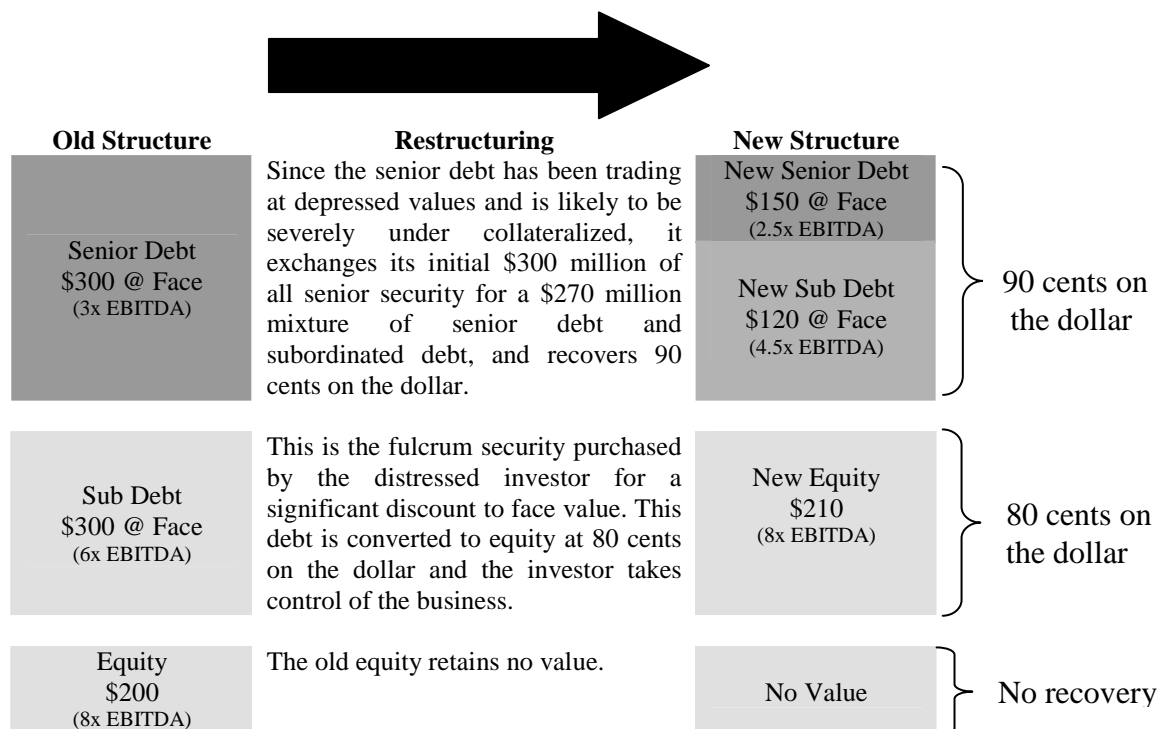 Old Structure
Restructuring
New Structure
Senior Debt
$300 @ Face
(3x EBITDA)
Since the senior debt has been trading
at depressed values and is likely to be
severely under collateralized, it
exchanges its initial $300 million of
all senior security for a $270 million
mixture of senior debt and
subordinated debt, and recovers 90
cents on the dollar.
New Senior Debt
$150 @ Face
(2.5x EBITDA)
New Sub Debt
$120 @ Face
(4.5x EBITDA)
90 cents on
the dollar
Sub Debt
$300 @ Face
(6x EBITDA)
This is the fulcrum security purchased
by the distressed investor for a
significant discount to face value. This
debt is converted to equity at 80 cents
on the dollar and the investor takes
control of the business.
New Equity
$210
(8x EBITDA)
80 cents on
the dollar
Equity
$200
(8x EBITDA)
The old equity retains no value.
No Value
No recovery